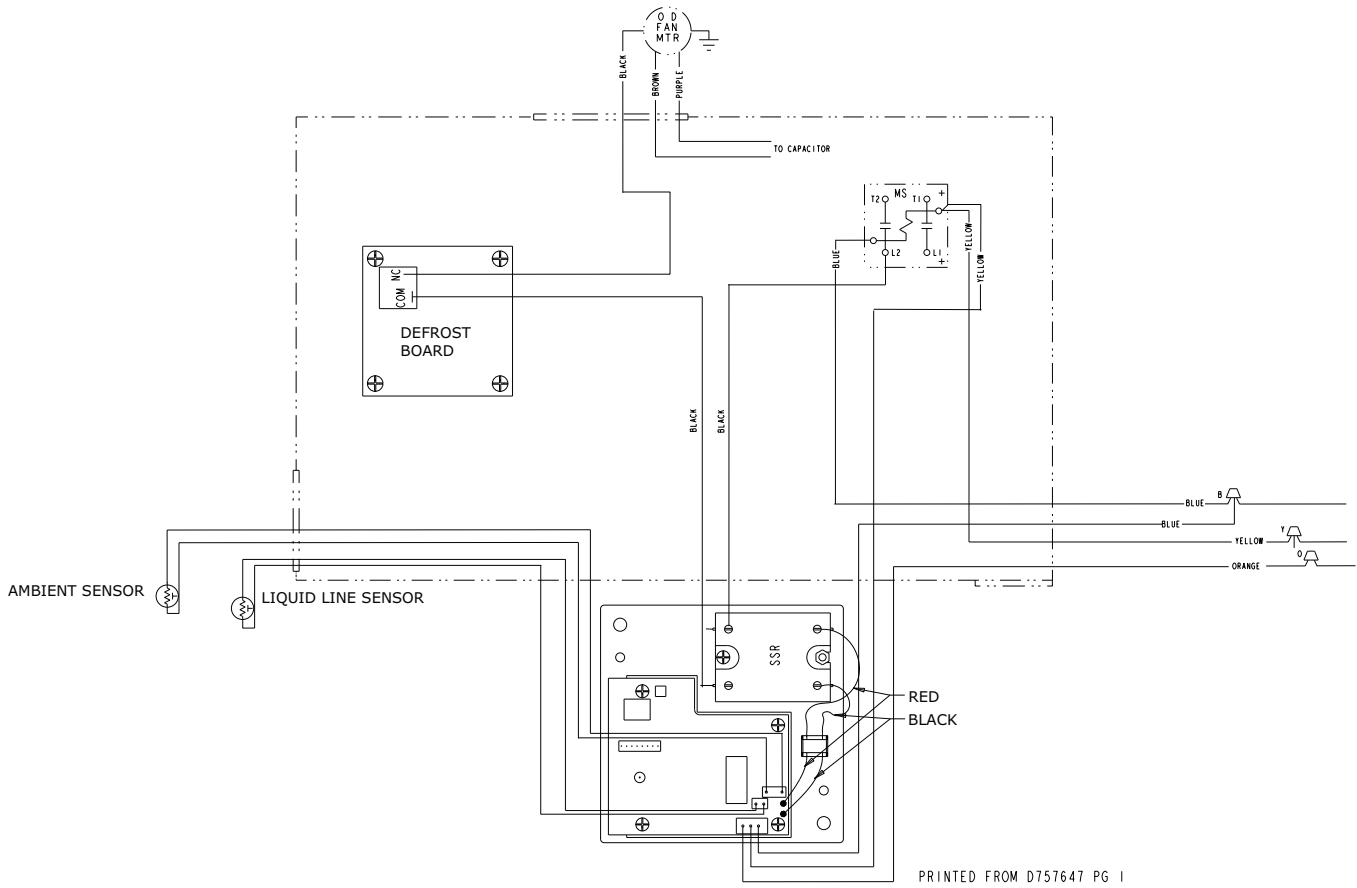 O D
FAN
MTR
BLACK
BROWN
PURPLE
TO CAPACITOR
MS
+
T2
T1
L2
L1
+
BLUE
YELLOW
YELLOW
NC
COM
DEFROST
BOARD
BLACK
BLACK
BLUE
B
BLUE
YELLOW
Y
ORANGE
O
AMBIENT SENSOR
LIQUID LINE SENSOR
SSR
RED
BLACK
PRINTED FROM D757647 PG 1